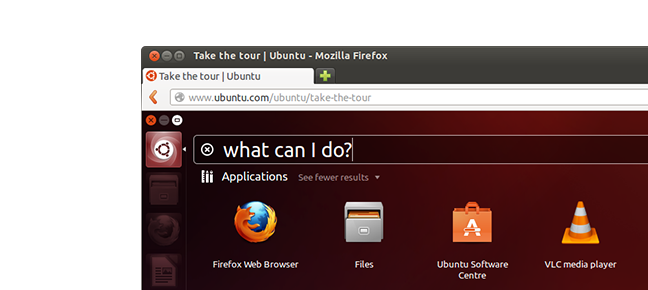 Take the tour | Ubuntu - Mozilla Firefox
Take the tour | Ubuntu
www.ubuntu.com/ubuntu/take-the-tour
what can I do?
Applications See fewer results
Firefox Web Browser
Files
Ubuntu Software
Centre
VLC media player